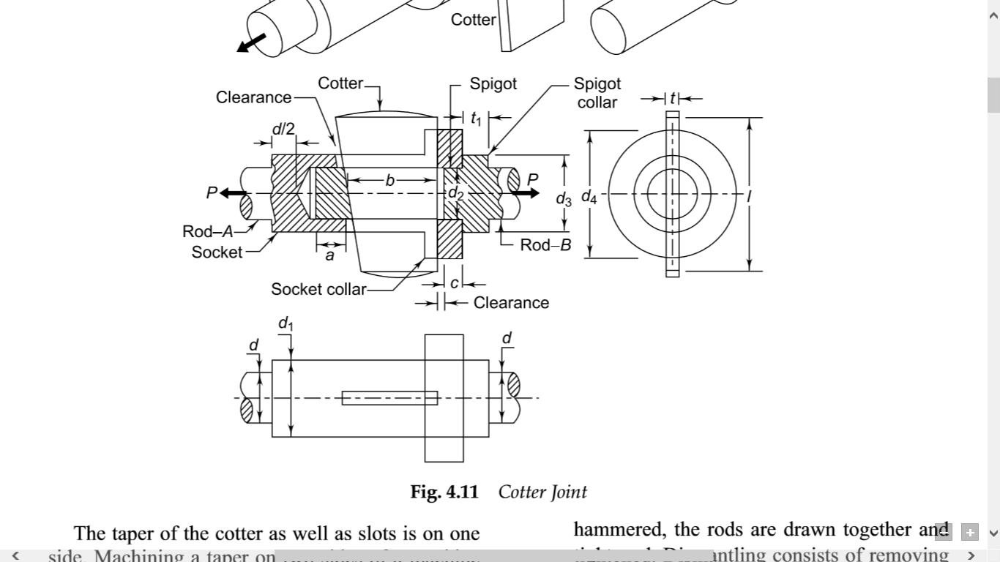 Cotter
Cotter
Spigot
Spigot
collar
Clearance
t
t₁
d/2
b
P
P
d₂
d₃
d₄
l
Rod–A
Rod–B
Socket
a
c
Socket collar
Clearance
d₁
d
d
Fig. 4.11 Cotter Joint
The taper of the cotter as well as slots is on one
side. Machining a taper on
hammered, the rods are drawn together and
Dismantling consists of removing